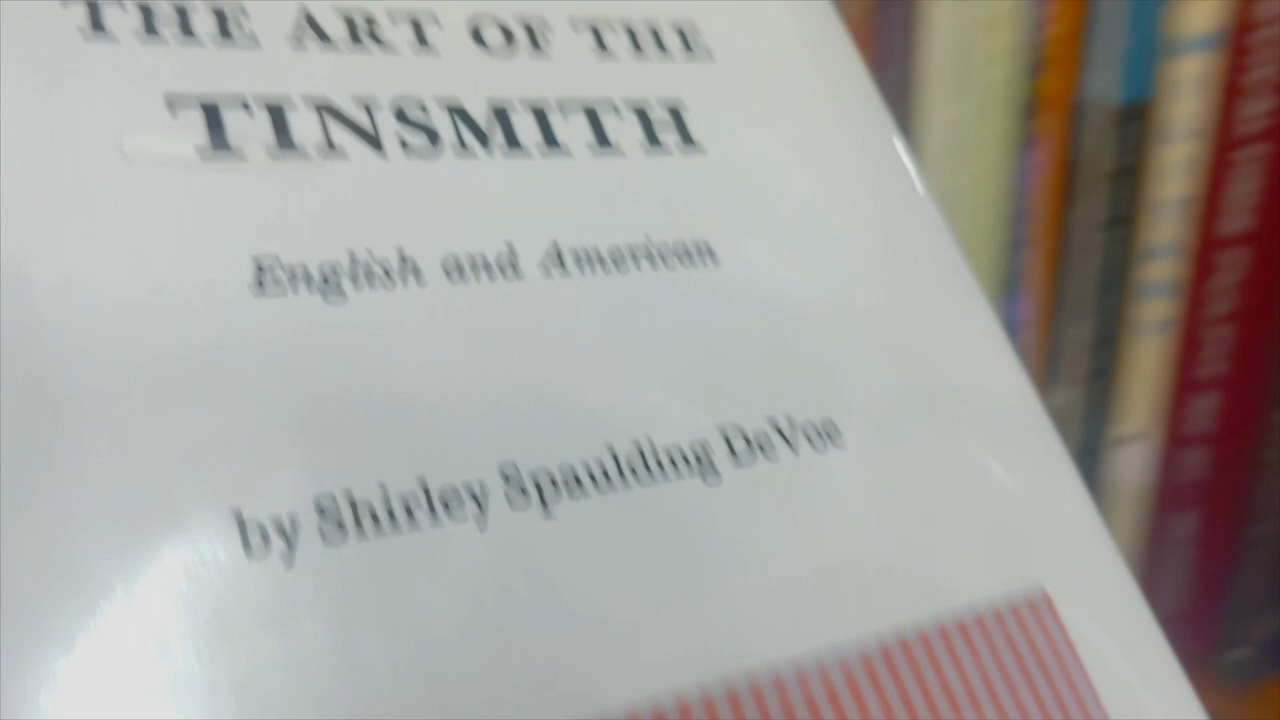 THE ART OF THE
TINSMITH
English and American
by Shirley Spaulding DeVoe